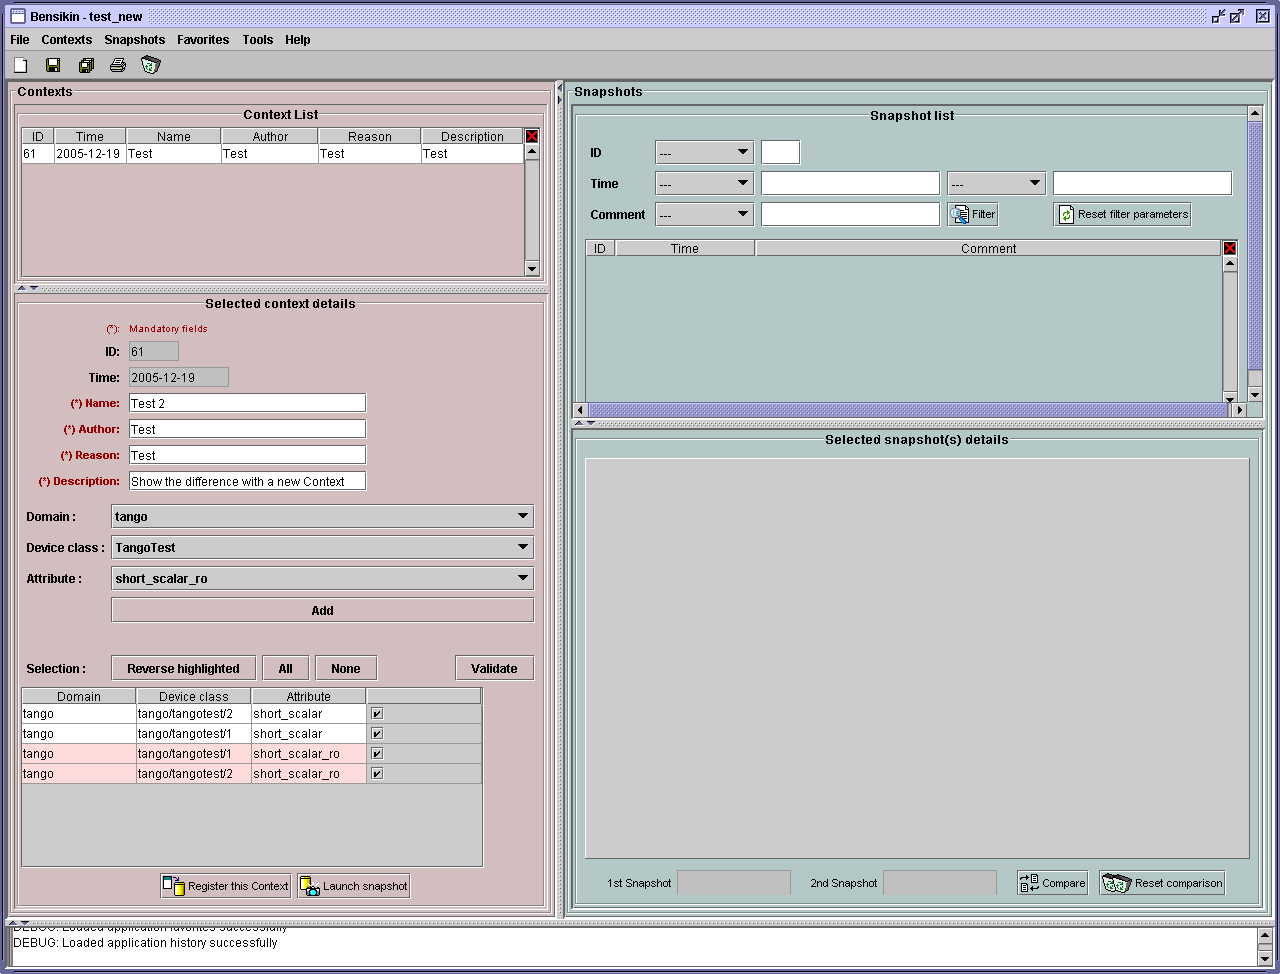 Bensikin - test_new
File Contexts Snapshots Favorites Tools Help
Contexts
Context List
ID Time Name Author Reason Description
61 2005-12-19 Test Test Test Test
Selected context details
(*): Mandatory fields
ID: 61
Time: 2005-12-19
(*) Name: Test 2
(*) Author: Test
(*) Reason: Test
(*) Description: Show the difference with a new Context
Domain : tango
Device class : TangoTest
Attribute : short_scalar_ro
Add
Selection : Reverse highlighted All None Validate
Domain Device class Attribute
tango tango/tangotest/2 short_scalar
tango tango/tangotest/1 short_scalar
tango tango/tangotest/1 short_scalar_ro
tango tango/tangotest/2 short_scalar_ro
Register this Context Launch snapshot
Snapshots
Snapshot list
ID ---
Time --- ---
Comment --- Filter Reset filter parameters
ID Time Comment
Selected snapshot(s) details
1st Snapshot 2nd Snapshot Compare Reset comparison
DEBUG: Loaded application favorites successfully
DEBUG: Loaded application history successfully